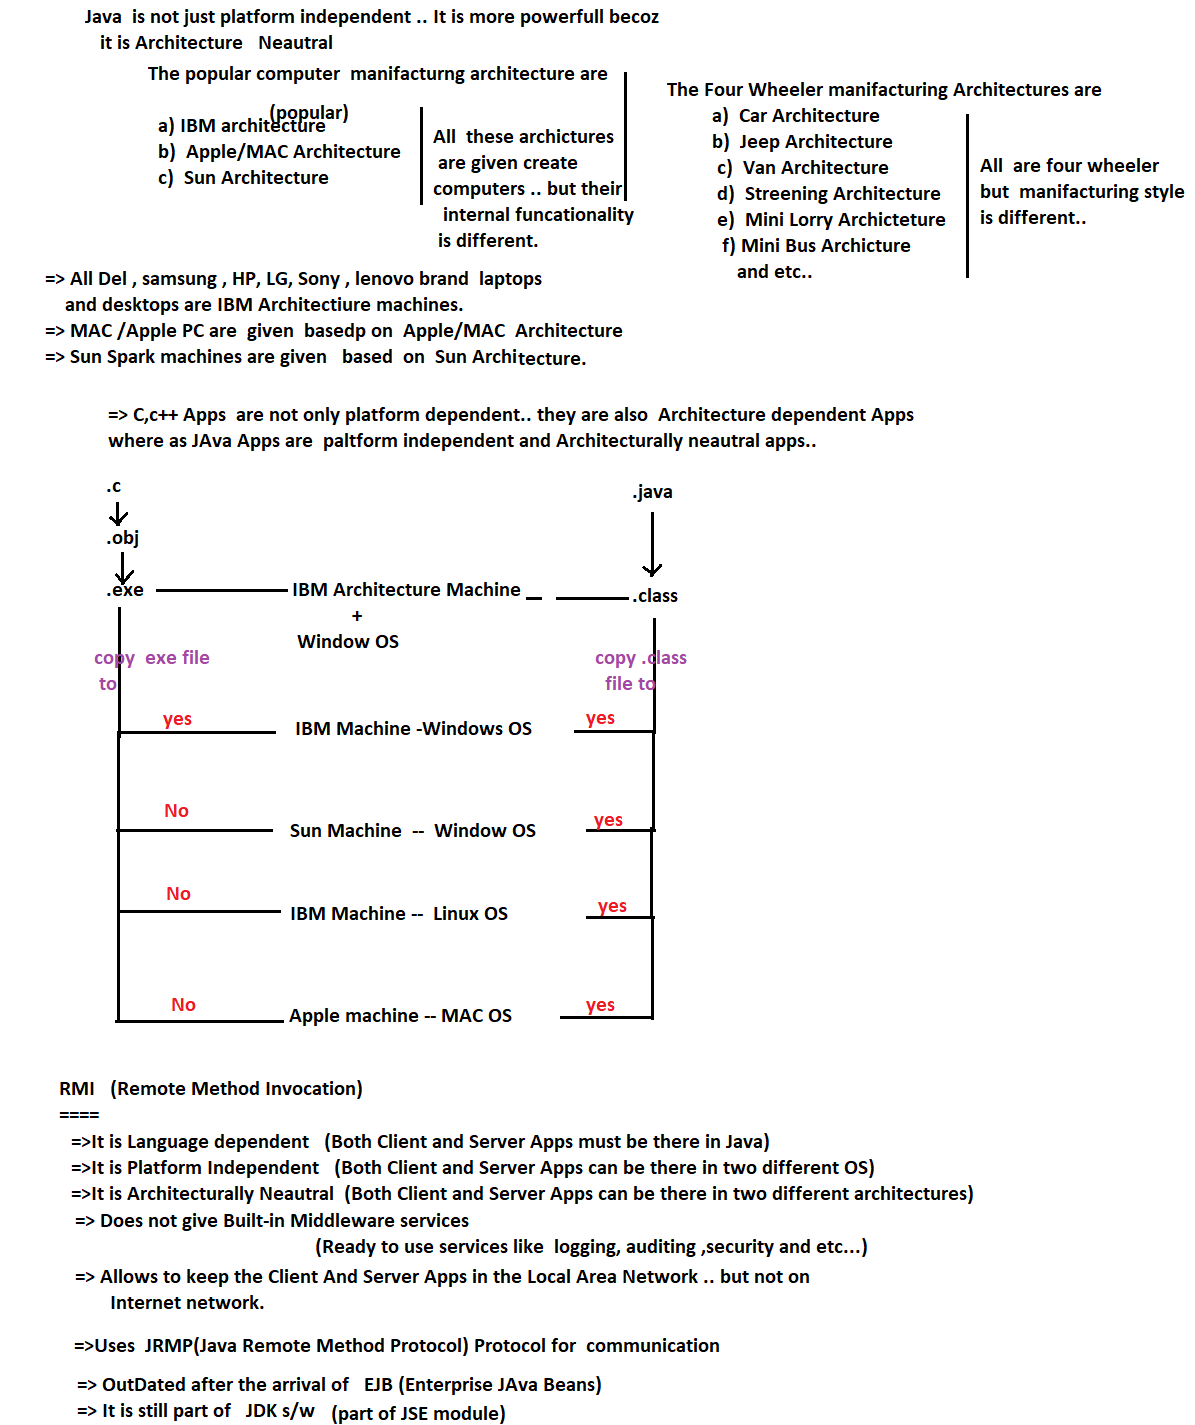 Java is not just platform independent .. It is more powerfull becoz
it is Architecture Neautral
The popular computer manifacturng architecture are
(popular)
a) IBM architecture
b) Apple/MAC Architecture
c) Sun Architecture
All these archictures
are given create
computers .. but their
internal funcationality
is different.
The Four Wheeler manifacturing Architectures are
a) Car Architecture
b) Jeep Architecture
c) Van Architecture
d) Streening Architecture
e) Mini Lorry Archicteture
f) Mini Bus Archicture
and etc..
All are four wheeler
but manifacturing style
is different..
=> All Del , samsung , HP, LG, Sony , lenovo brand laptops
and desktops are IBM Architectiure machines.
=> MAC /Apple PC are given basedp on Apple/MAC Architecture
=> Sun Spark machines are given based on Sun Architecture.
=> C,c++ Apps are not only platform dependent.. they are also Architecture dependent Apps
where as JAva Apps are paltform independent and Architecturally neautral apps..
.c
.java
.obj
.exe IBM Architecture Machine .class
+
Window OS
copy exe file
to
copy .class
file to
yes IBM Machine -Windows OS yes
No Sun Machine -- Window OS yes
No IBM Machine -- Linux OS yes
No Apple machine -- MAC OS yes
RMI (Remote Method Invocation)
====
=>It is Language dependent (Both Client and Server Apps must be there in Java)
=>It is Platform Independent (Both Client and Server Apps can be there in two different OS)
=>It is Architecturally Neautral (Both Client and Server Apps can be there in two different architectures)
=> Does not give Built-in Middleware services
(Ready to use services like logging, auditing ,security and etc...)
=> Allows to keep the Client And Server Apps in the Local Area Network .. but not on
Internet network.
=>Uses JRMP(Java Remote Method Protocol) Protocol for communication
=> OutDated after the arrival of EJB (Enterprise JAva Beans)
=> It is still part of JDK s/w (part of JSE module)